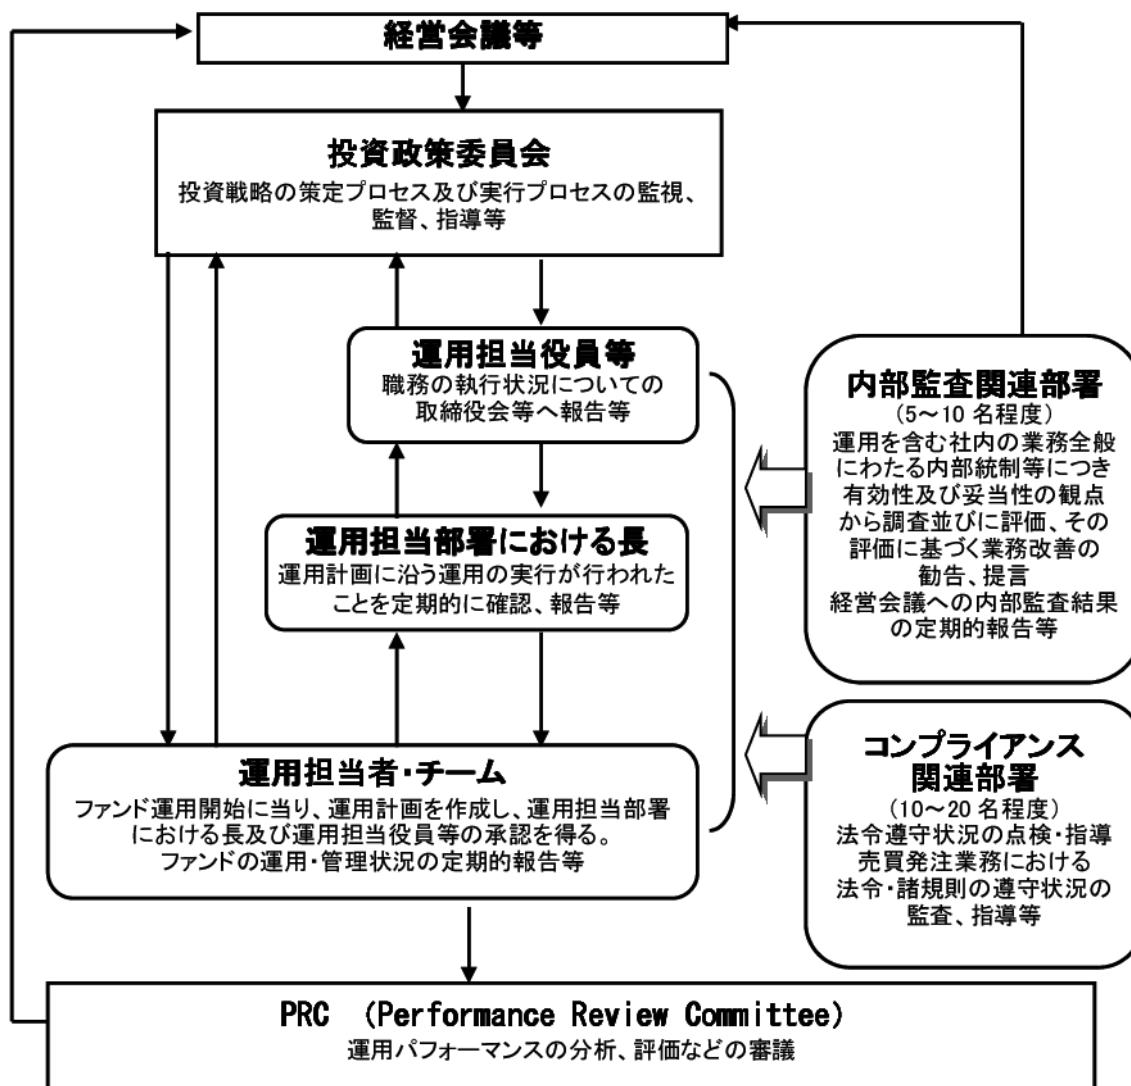 経営会議等
投資政策委員会
投資戦略の策定プロセス及び実行プロセスの監視、
監督、指導等
運用担当役員等
職務の執行状況についての
取締役会等へ報告等
運用担当部署における長
運用計画に沿う運用の実行が行われた
ことを定期的に確認、報告等
運用担当者・チーム
ファンド運用開始に当り、運用計画を作成し、運用担当部署
における長及び運用担当役員等の承認を得る。
ファンドの運用・管理状況の定期的報告等
内部監査関連部署
(5～10 名程度)
運用を含む社内の業務全般
にわたる内部統制等につき
有効性及び妥当性の観点
から調査並びに評価、その
評価に基づく業務改善の
勧告、提言
経営会議への内部監査結果
の定期的報告等
コンプライアンス
関連部署
(10～20 名程度)
法令遵守状況の点検・指導
売買発注業務における
法令・諸規則の遵守状況の
監査、指導等
PRC (Performance Review Committee)
運用パフォーマンスの分析、評価などの審議